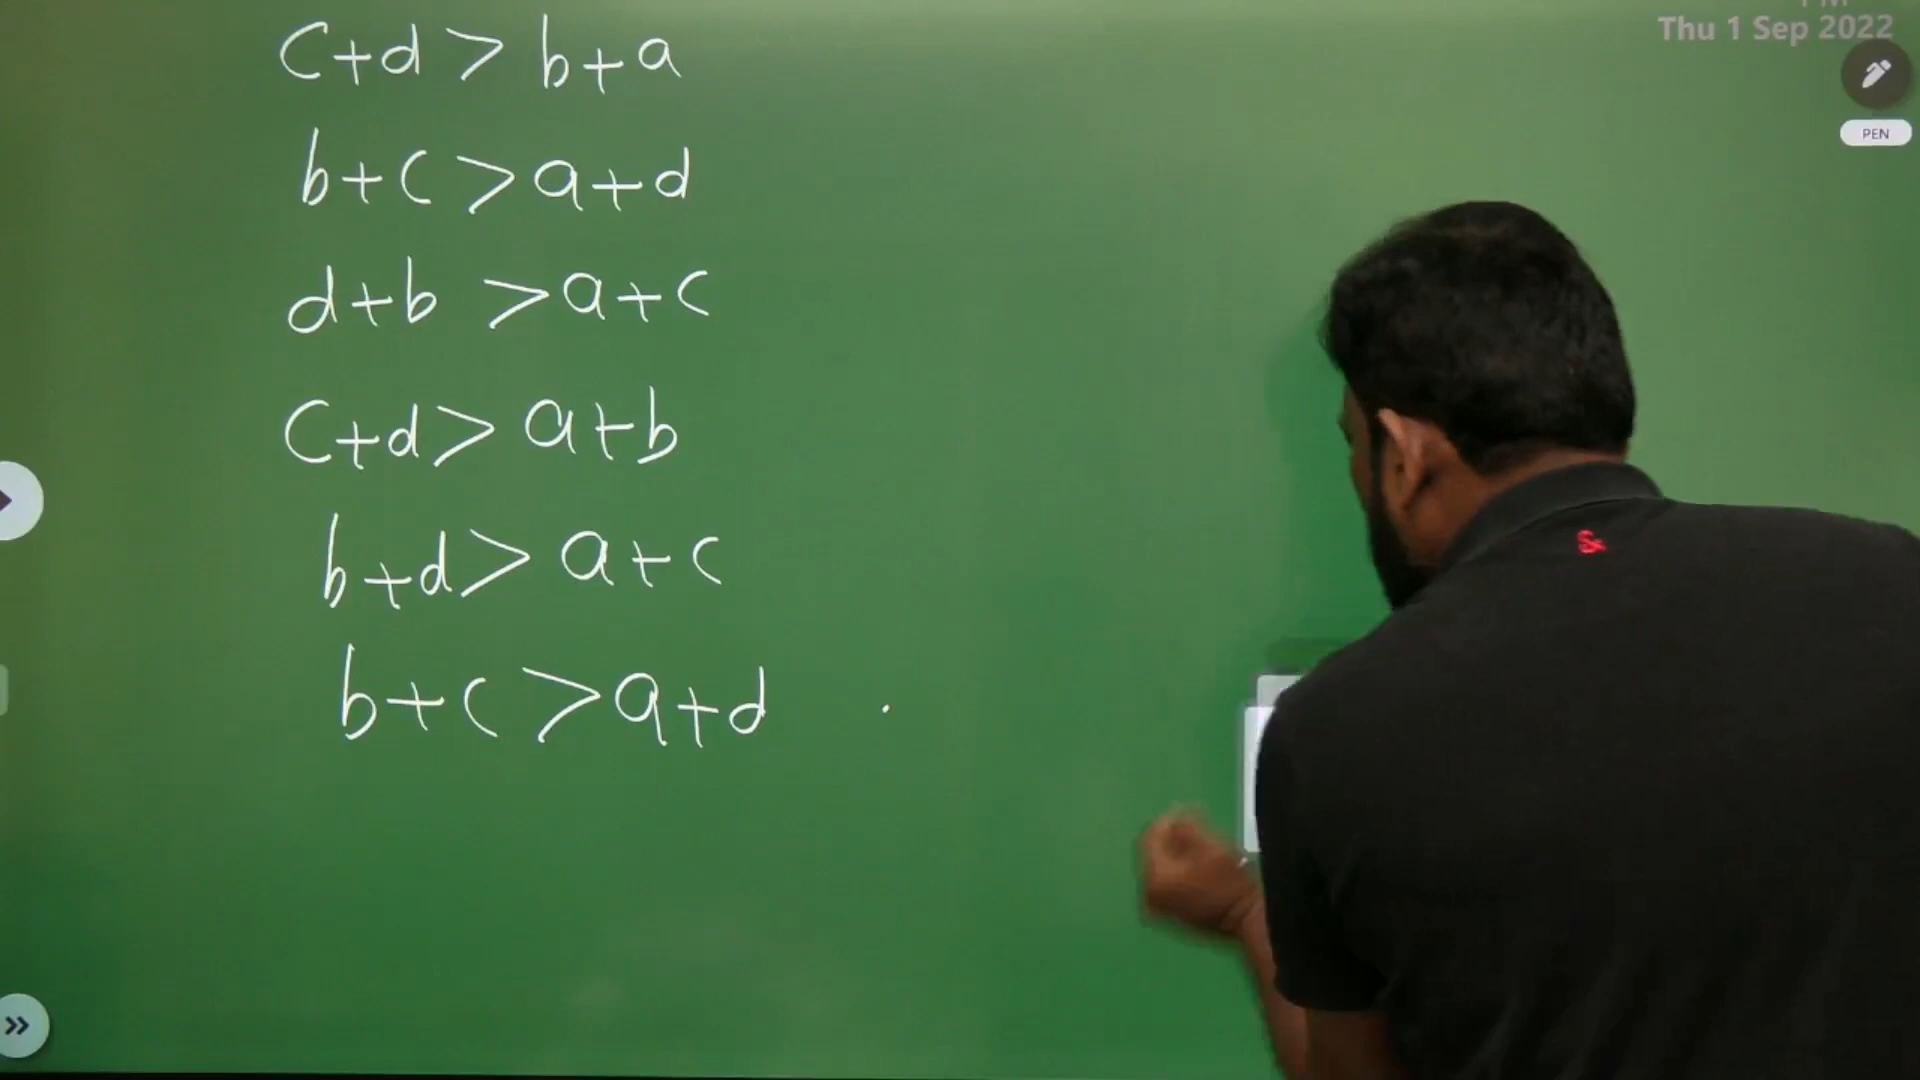 Thu 1 Sep 2022
PEN
c+d > b+a
b+c > a+d
d+b > a+c
c+d > a+b
b+d > a+c
b+c > a+d
&